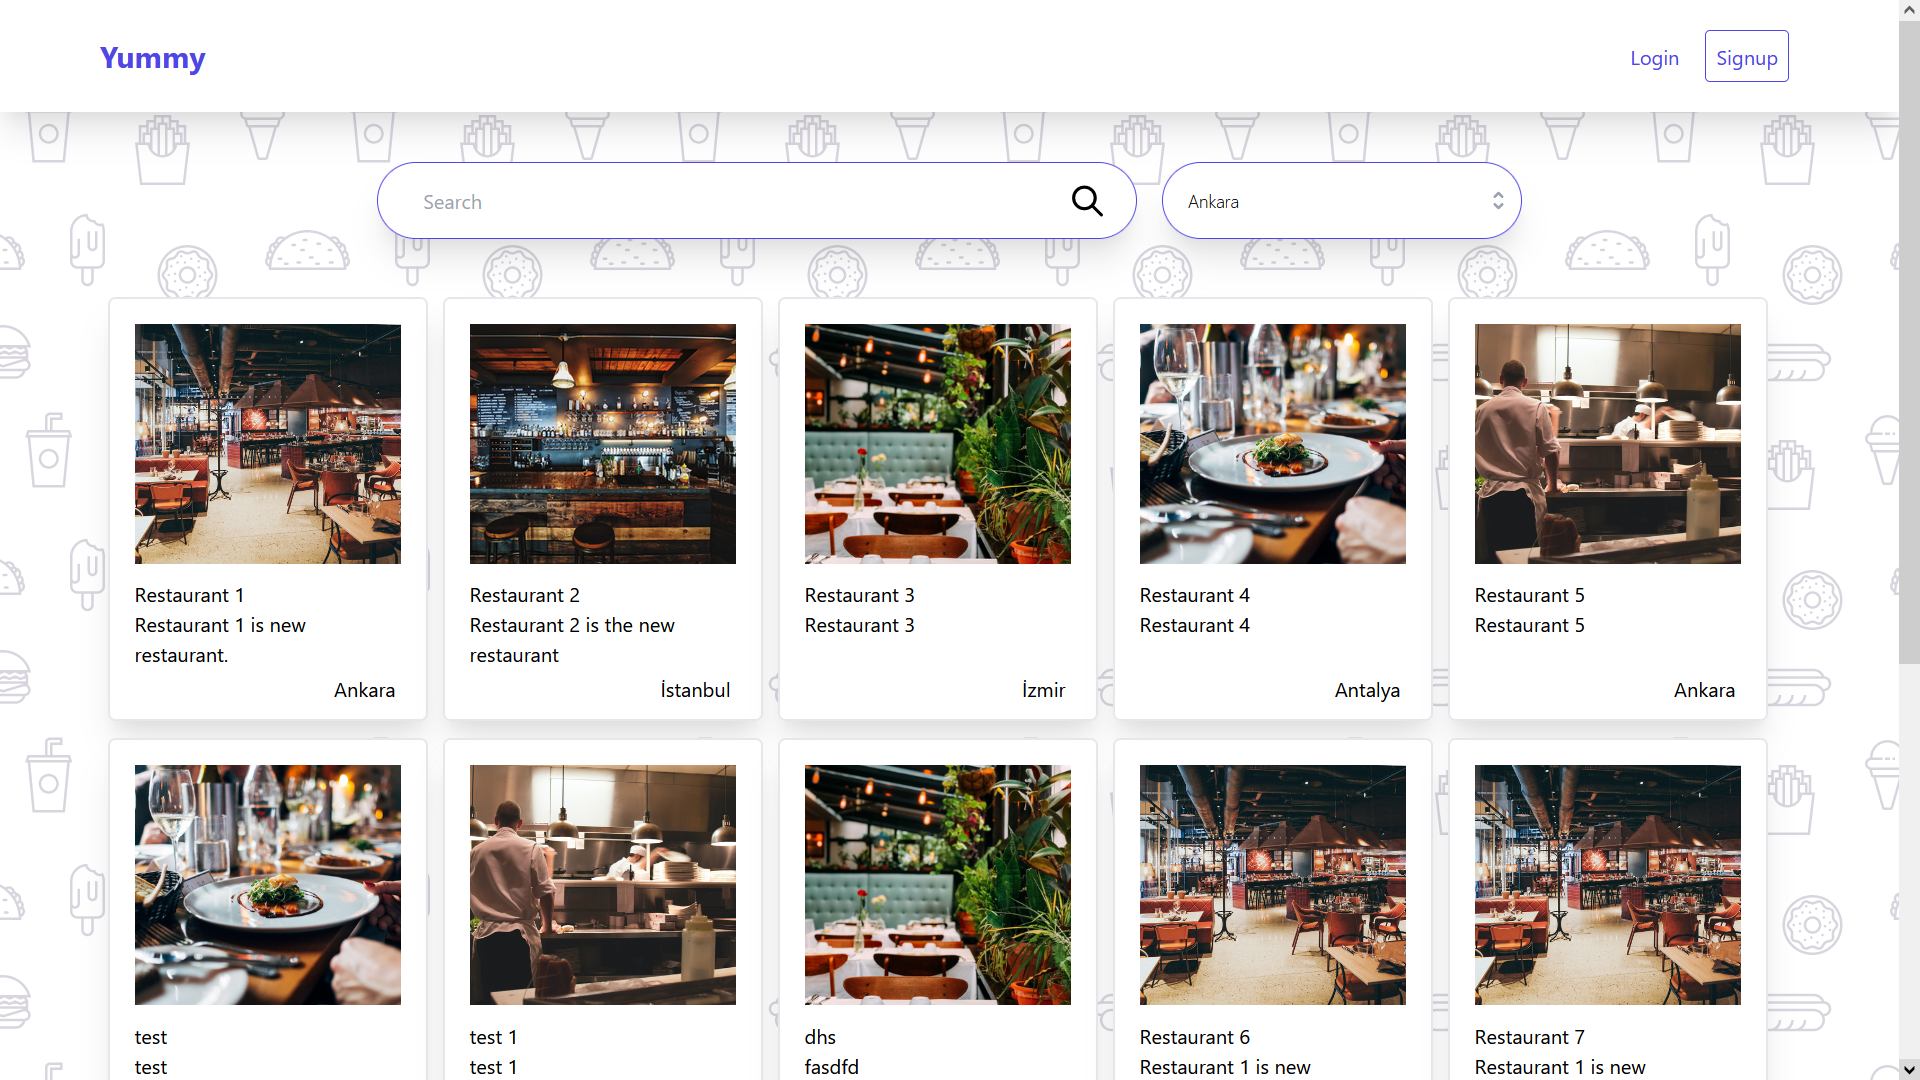 Yummy
Login
Signup
Search
Ankara
Restaurant 1
Restaurant 1 is new
restaurant.
Ankara
Restaurant 2
Restaurant 2 is the new
restaurant
İstanbul
Restaurant 3
Restaurant 3
İzmir
Restaurant 4
Restaurant 4
Antalya
Restaurant 5
Restaurant 5
Ankara
test
test
test 1
test 1
dhs
fasdfd
Restaurant 6
Restaurant 1 is new
Restaurant 7
Restaurant 1 is new